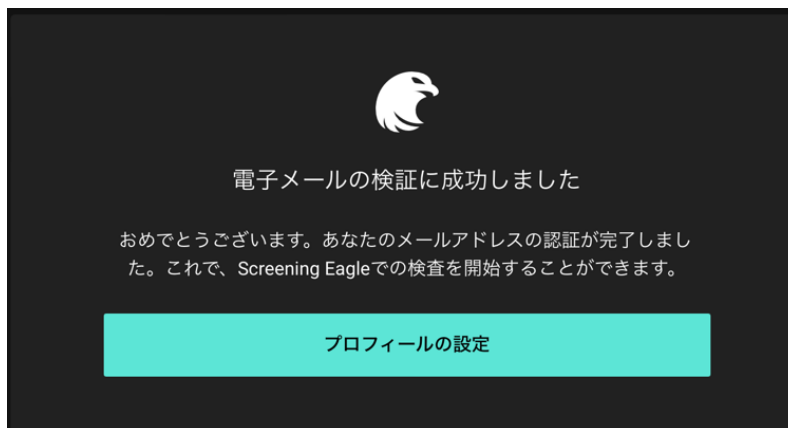 電子メールの検証に成功しました
おめでとうございます。あなたのメールアドレスの認証が完了しまし
た。これで、Screening Eagleでの検査を開始することができます。
プロフィールの設定